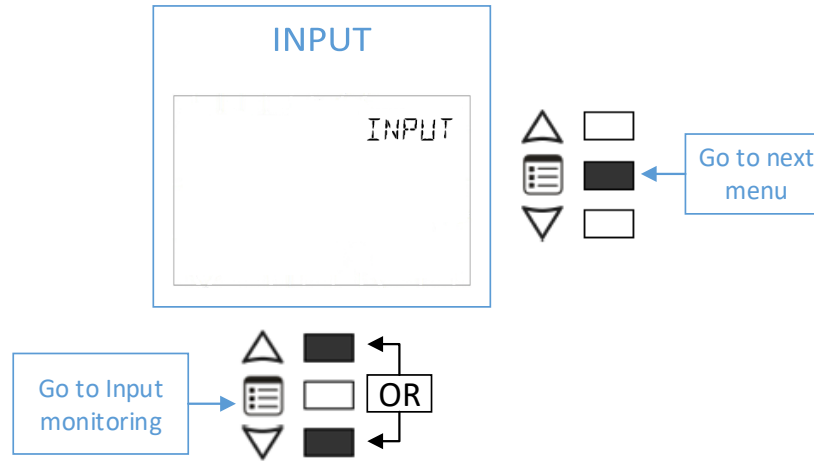 INPUT
INPUT
Go to next
menu
Go to Input
monitoring
OR